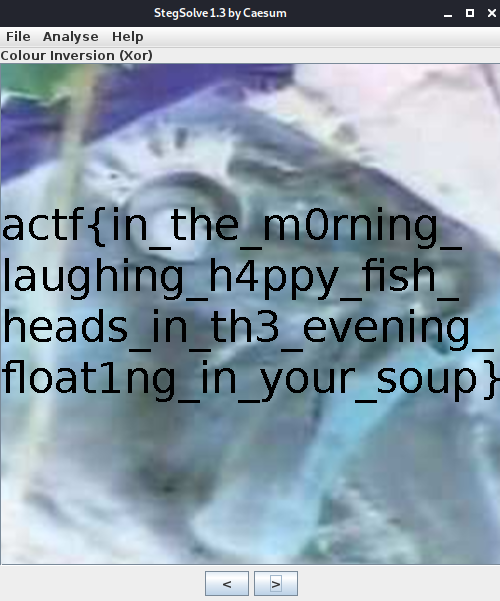 StegSolve 1.3 by Caesum
File Analyse Help
Colour Inversion (Xor)
actf{in_the_m0rning_
laughing_h4ppy_fish_
heads_in_th3_evening_
float1ng_in_your_soup}
< >